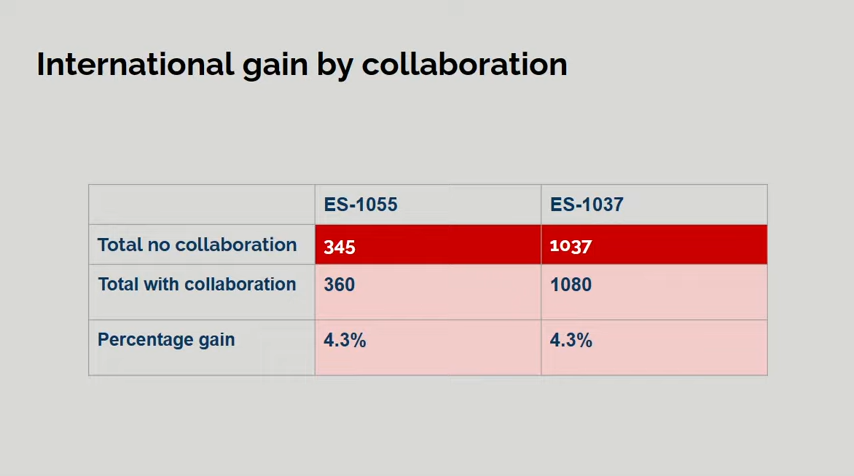 International gain by collaboration
ES-1055 ES-1037
Total no collaboration 345 1037
Total with collaboration 360 1080
Percentage gain 4.3% 4.3%